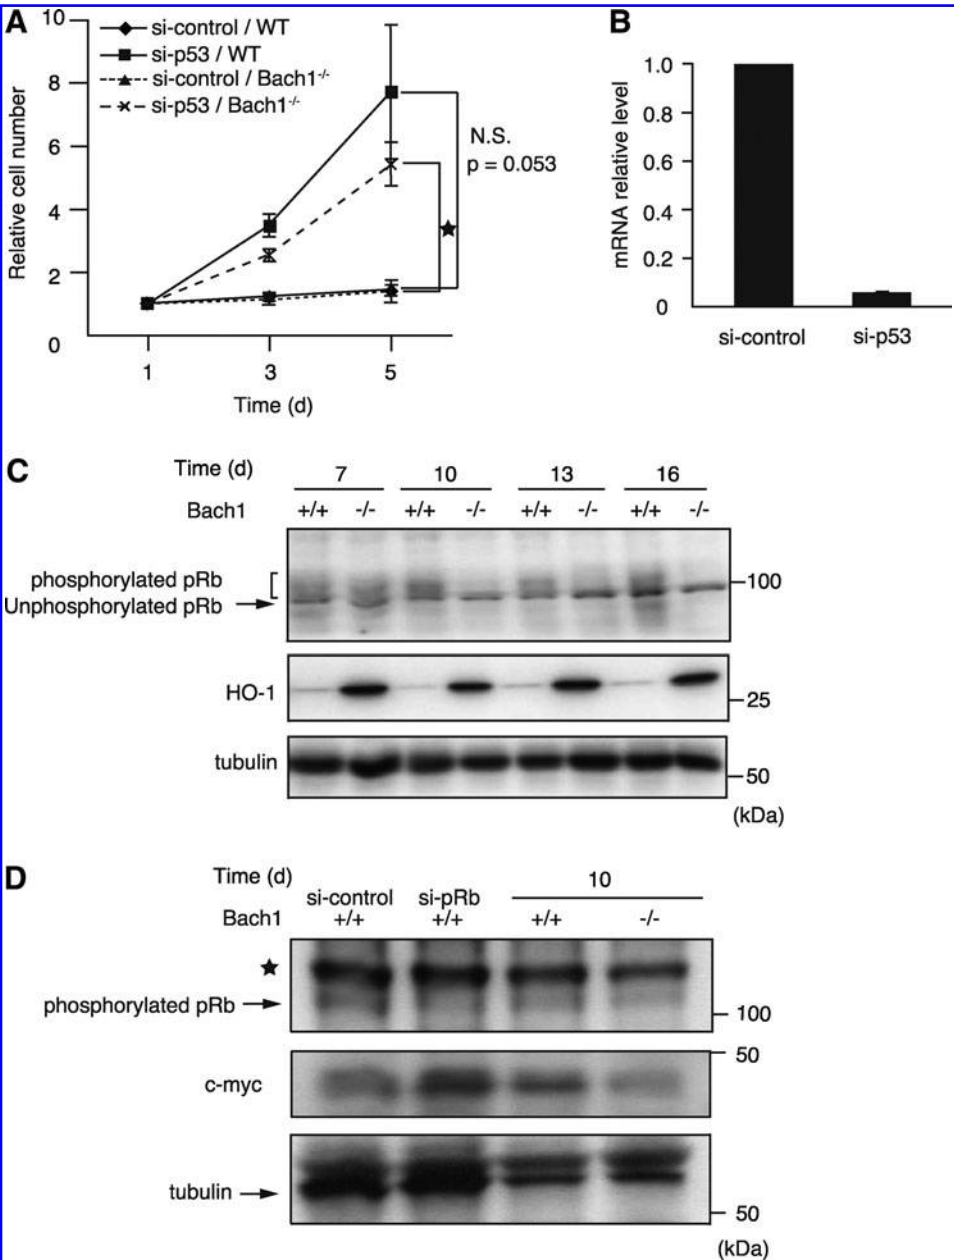 A
10
8
6
4
2
0
Relative cell number
si-control / WT
si-p53 / WT
si-control / Bach1-/-
si-p53 / Bach1-/-
N.S.
p = 0.053
1 3 5
Time (d)
B
mRNA relative level
1.0
0.8
0.6
0.4
0.2
0
si-control si-p53
C
Time (d) 7 10 13 16
Bach1 +/+ -/- +/+ -/- +/+ -/- +/+ -/-
phosphorylated pRb
100
Unphosphorylated pRb
HO-1
25
tubulin
50
(kDa)
D
Time (d) 10
si-control si-pRb
Bach1 +/+ +/+ +/+ -/-
phosphorylated pRb
100
50
c-myc
tubulin
50
(kDa)